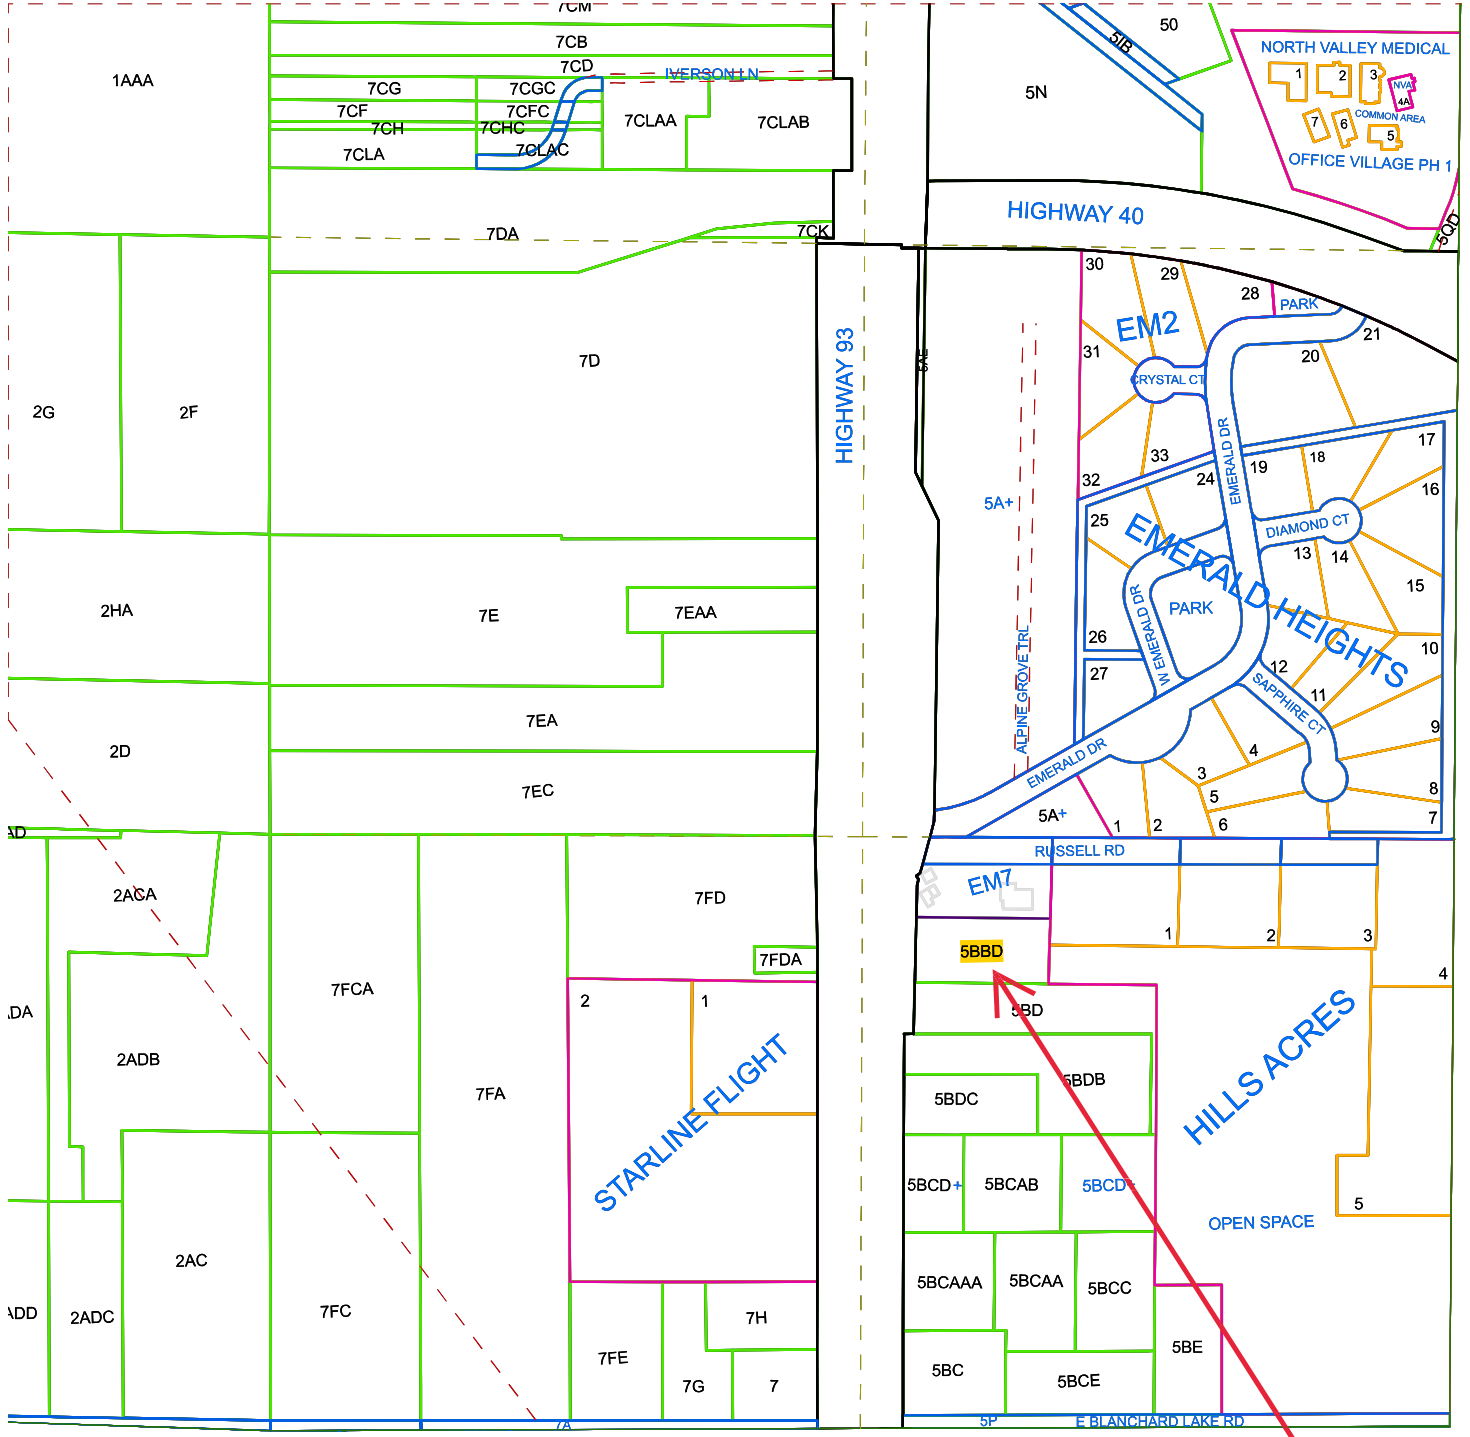 7CM
7CB
7CD
IVERSON LN
1AAA
7CG
7CGC
7CF
7CFC
7CH
7CHC
7CLAA
7CLAB
7CLA
7CLAC
7DA
7CK
50
5IB
5N
NORTH VALLEY MEDICAL
1
2
3
NVA
4A
COMMON AREA
7
6
5
OFFICE VILLAGE PH 1
5QD
HIGHWAY 40
2G
2F
7D
HIGHWAY 93
5AE
30
29
28
PARK
EM2
21
31
20
CRYSTAL CT
EMERALD DR
33
32
24
19
18
17
16
5A+
25
DIAMOND CT
EMERALD HEIGHTS
13
14
15
W EMERALD DR
PARK
26
27
10
12
11
SAPPHIRE CT
ALPINE GROVE TRL
EMERALD DR
9
4
3
5
8
7
5A+
1
2
6
2HA
7E
7EAA
7EA
2D
7EC
AD
RUSSELL RD
EM7
2ACA
7FD
1
2
3
5BBD
7FDA
4
7FCA
2
1
DA
5BD
2ADB
7FA
STARLINE FLIGHT
HILLS ACRES
5BDB
5BDC
5BCD+
5BCAB
5BCD+
5
OPEN SPACE
2AC
5BCAAA
5BCAA
5BCC
ADD
2ADC
7FC
7H
5BE
7FE
7G
7
5BC
5BCE
7A
5P
E BLANCHARD LAKE RD